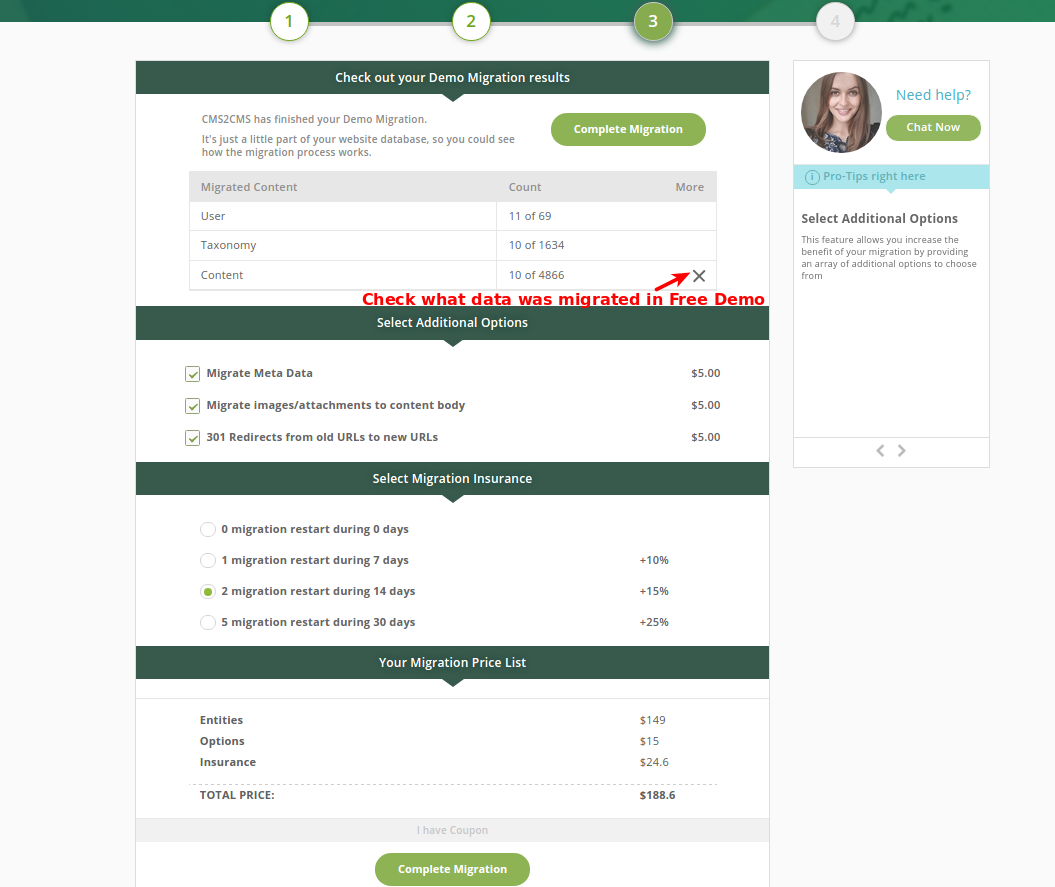 1 2 3 4
Check out your Demo Migration results
CMS2CMS has finished your Demo Migration.
It's just a little part of your website database, so you could see
how the migration process works.
Complete Migration
Migrated Content Count More
User 11 of 69
Taxonomy 10 of 1634
Content 10 of 4866
Check what data was migrated in Free Demo
Select Additional Options
Migrate Meta Data $5.00
Migrate images/attachments to content body $5.00
301 Redirects from old URLs to new URLs $5.00
Select Migration Insurance
0 migration restart during 0 days
1 migration restart during 7 days +10%
2 migration restart during 14 days +15%
5 migration restart during 30 days +25%
Your Migration Price List
Entities $149
Options $15
Insurance $24.6
TOTAL PRICE: $188.6
I have Coupon
Complete Migration
Need help?
Chat Now
i Pro-Tips right here
Select Additional Options
This feature allows you increase the
benefit of your migration by providing
an array of additional options to choose
from